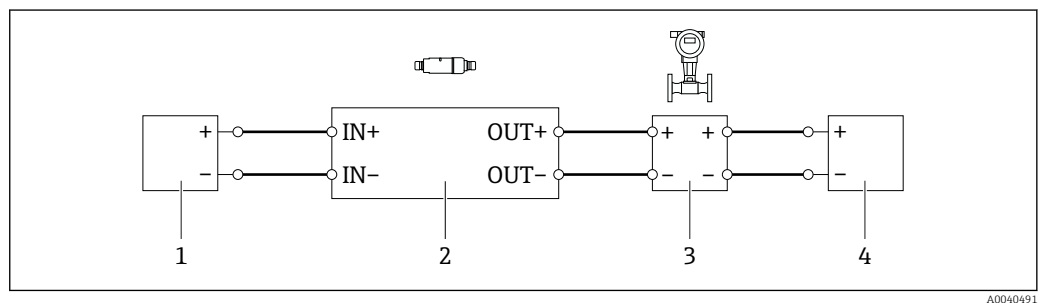 + IN+ OUT+ + + +
− IN− OUT− − − −
1 2 3 4
A0040491